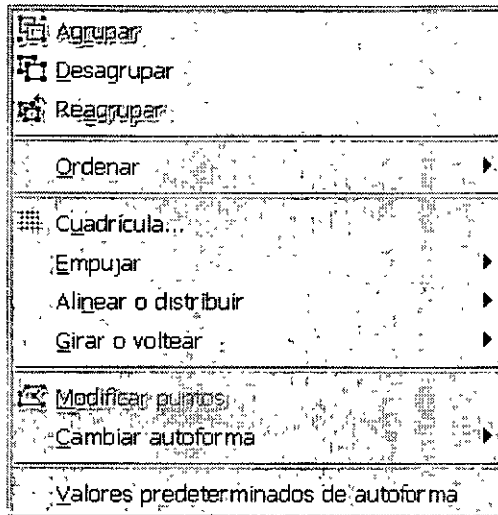 Agrupar
Desagrupar
Reagrupar
Ordenar
Cuadrícula...
Empujar
Alinear o distribuir
Girar o voltear
Modificar puntos
Cambiar autoforma
Valores predeterminados de autoforma